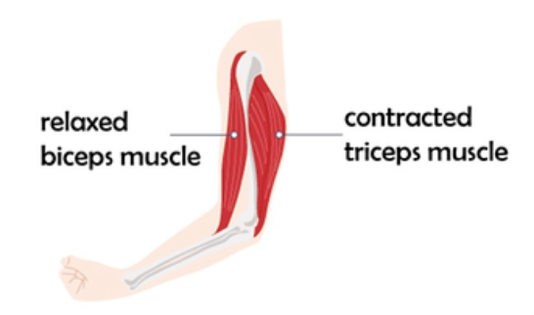 relaxed
biceps muscle
contracted
triceps muscle